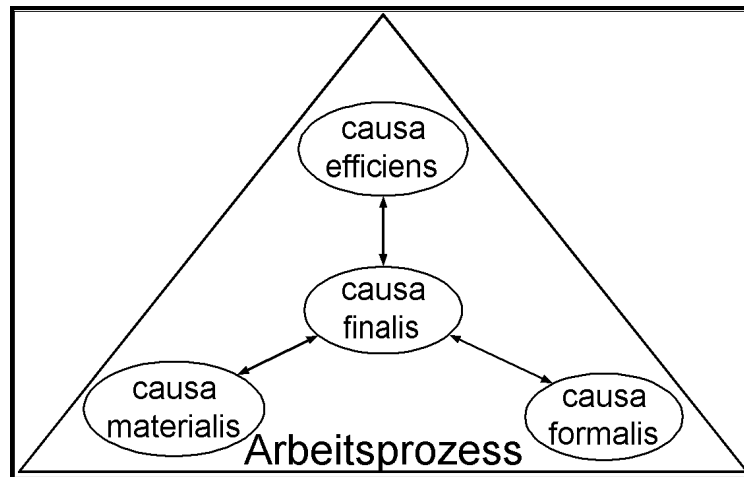 causa
efficiens
causa
finalis
causa
materialis
causa
formalis
Arbeitsprozess